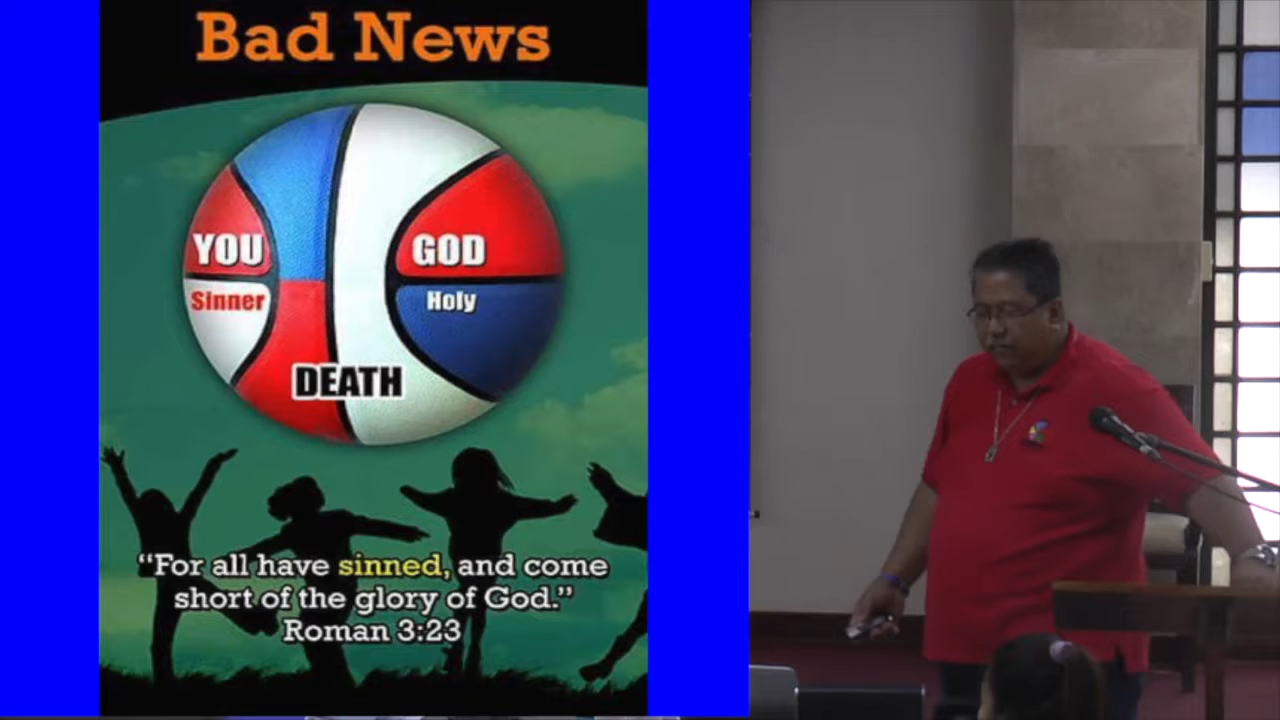 Bad News
YOU
GOD
Sinner
Holy
DEATH
“For all have sinned, and come
short of the glory of God.”
Roman 3:23